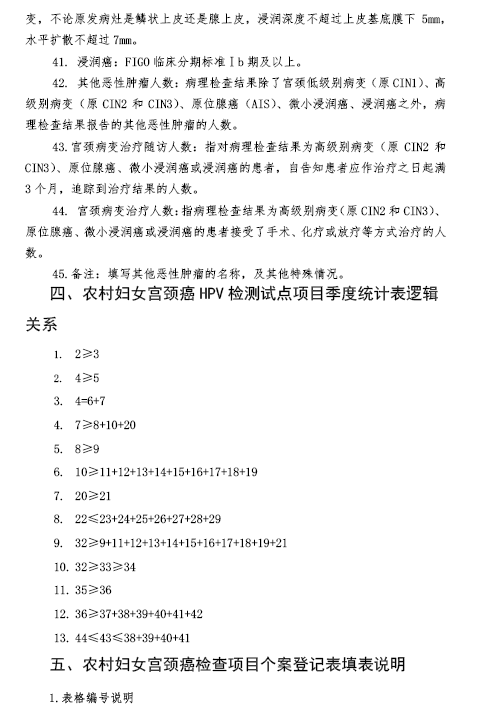 变，不论原发病灶是鳞状上皮还是腺上皮，浸润深度不超过上皮基底膜下 5mm，
水平扩散不超过 7mm。
41. 浸润癌：FIGO 临床分期标准Ⅰb 期及以上。
42. 其他恶性肿瘤人数：病理检查结果除了宫颈低级别病变（原 CIN1）、高
级别病变（原 CIN2 和 CIN3）、原位腺癌（AIS）、微小浸润癌、浸润癌之外，病
理检查结果报告的其他恶性肿瘤的人数。
43.宫颈病变治疗随访人数：指对病理检查结果为高级别病变（原 CIN2 和
CIN3）、原位腺癌、微小浸润癌或浸润癌的患者，自告知患者应作治疗之日起满
3 个月，追踪到治疗结果的人数。
44. 宫颈病变治疗人数：指病理检查结果为高级别病变（原 CIN2 和 CIN3）、
原位腺癌、微小浸润癌或浸润癌的患者接受了手术、化疗或放疗等方式治疗的人
数。
45.备注：填写其他恶性肿瘤的名称，及其他特殊情况。
四、农村妇女宫颈癌 HPV 检测试点项目季度统计表逻辑
关系
1. 2≥3
2. 4≥5
3. 4=6+7
4. 7≥8+10+20
5. 8≥9
6. 10≥11+12+13+14+15+16+17+18+19
7. 20≥21
8. 22≤23+24+25+26+27+28+29
9. 32≥9+11+12+13+14+15+16+17+18+19+21
10. 32≥33≥34
11. 35≥36
12. 36≥37+38+39+40+41+42
13. 44≤43≤38+39+40+41
五、农村妇女宫颈癌检查项目个案登记表填表说明
1.表格编号说明